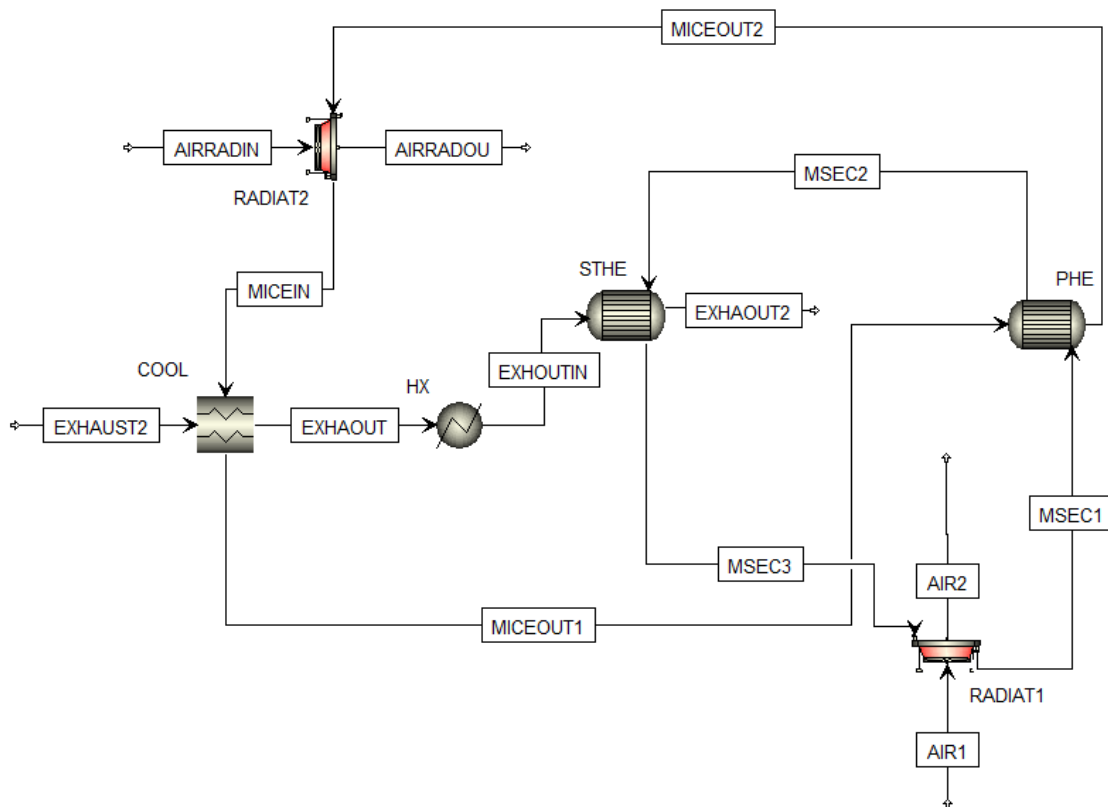 MICEOUT2
AIRRADIN
AIRRADOU
MSEC2
RADIAT2
STHE
PHE
MICEIN
EXHAOUT2
COOL
HX
EXHOUTIN
EXHAUST2
EXHAOUT
MSEC1
MSEC3
AIR2
MICEOUT1
RADIAT1
AIR1